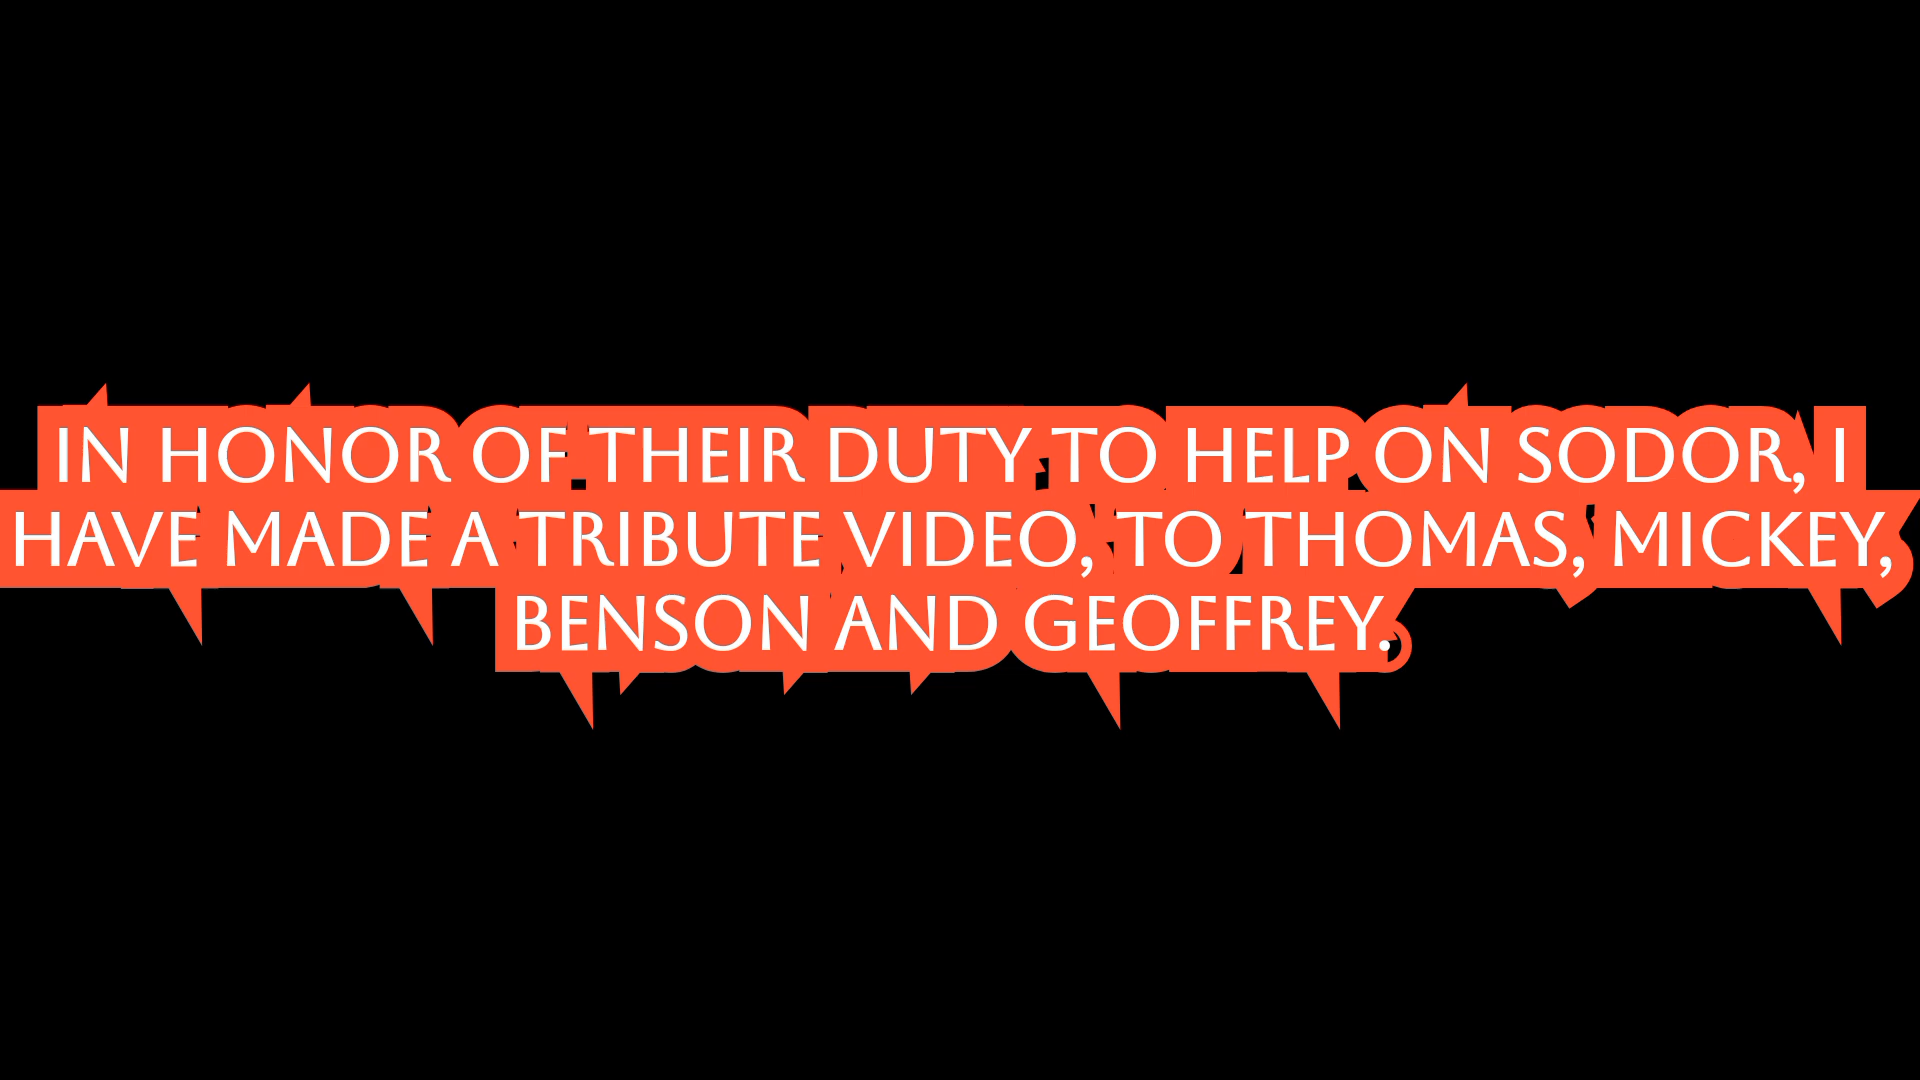 IN HONOR OF THEIR DUTY TO HELP ON SODOR, I
HAVE MADE A TRIBUTE VIDEO, TO THOMAS, MICKEY,
BENSON AND GEOFFREY.